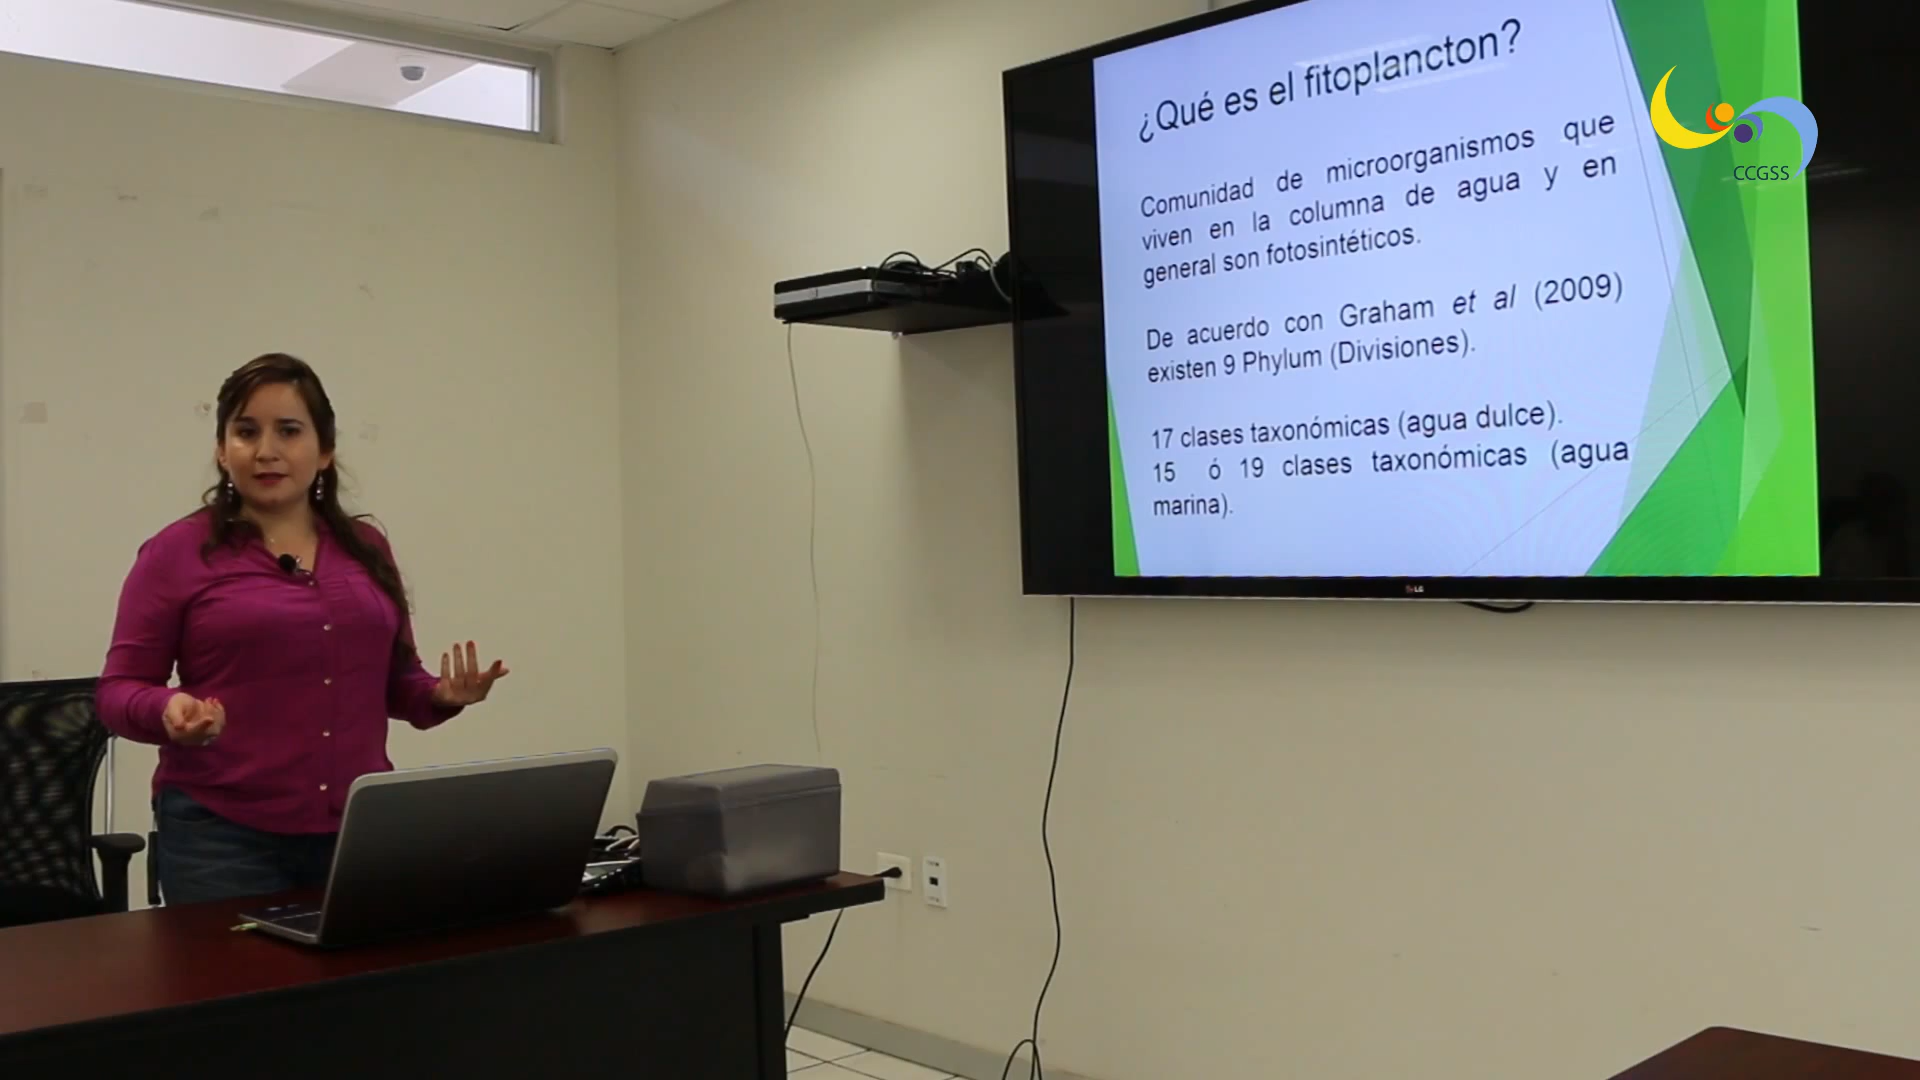 ¿Qué es el fitoplancton?
Comunidad de microorganismos que
viven en la columna de agua y en
general son fotosintéticos.
De acuerdo con Graham et al (2009)
existen 9 Phylum (Divisiones).
17 clases taxonómicas (agua dulce).
15 ó 19 clases taxonómicas (agua
marina).
CCGSS
LG